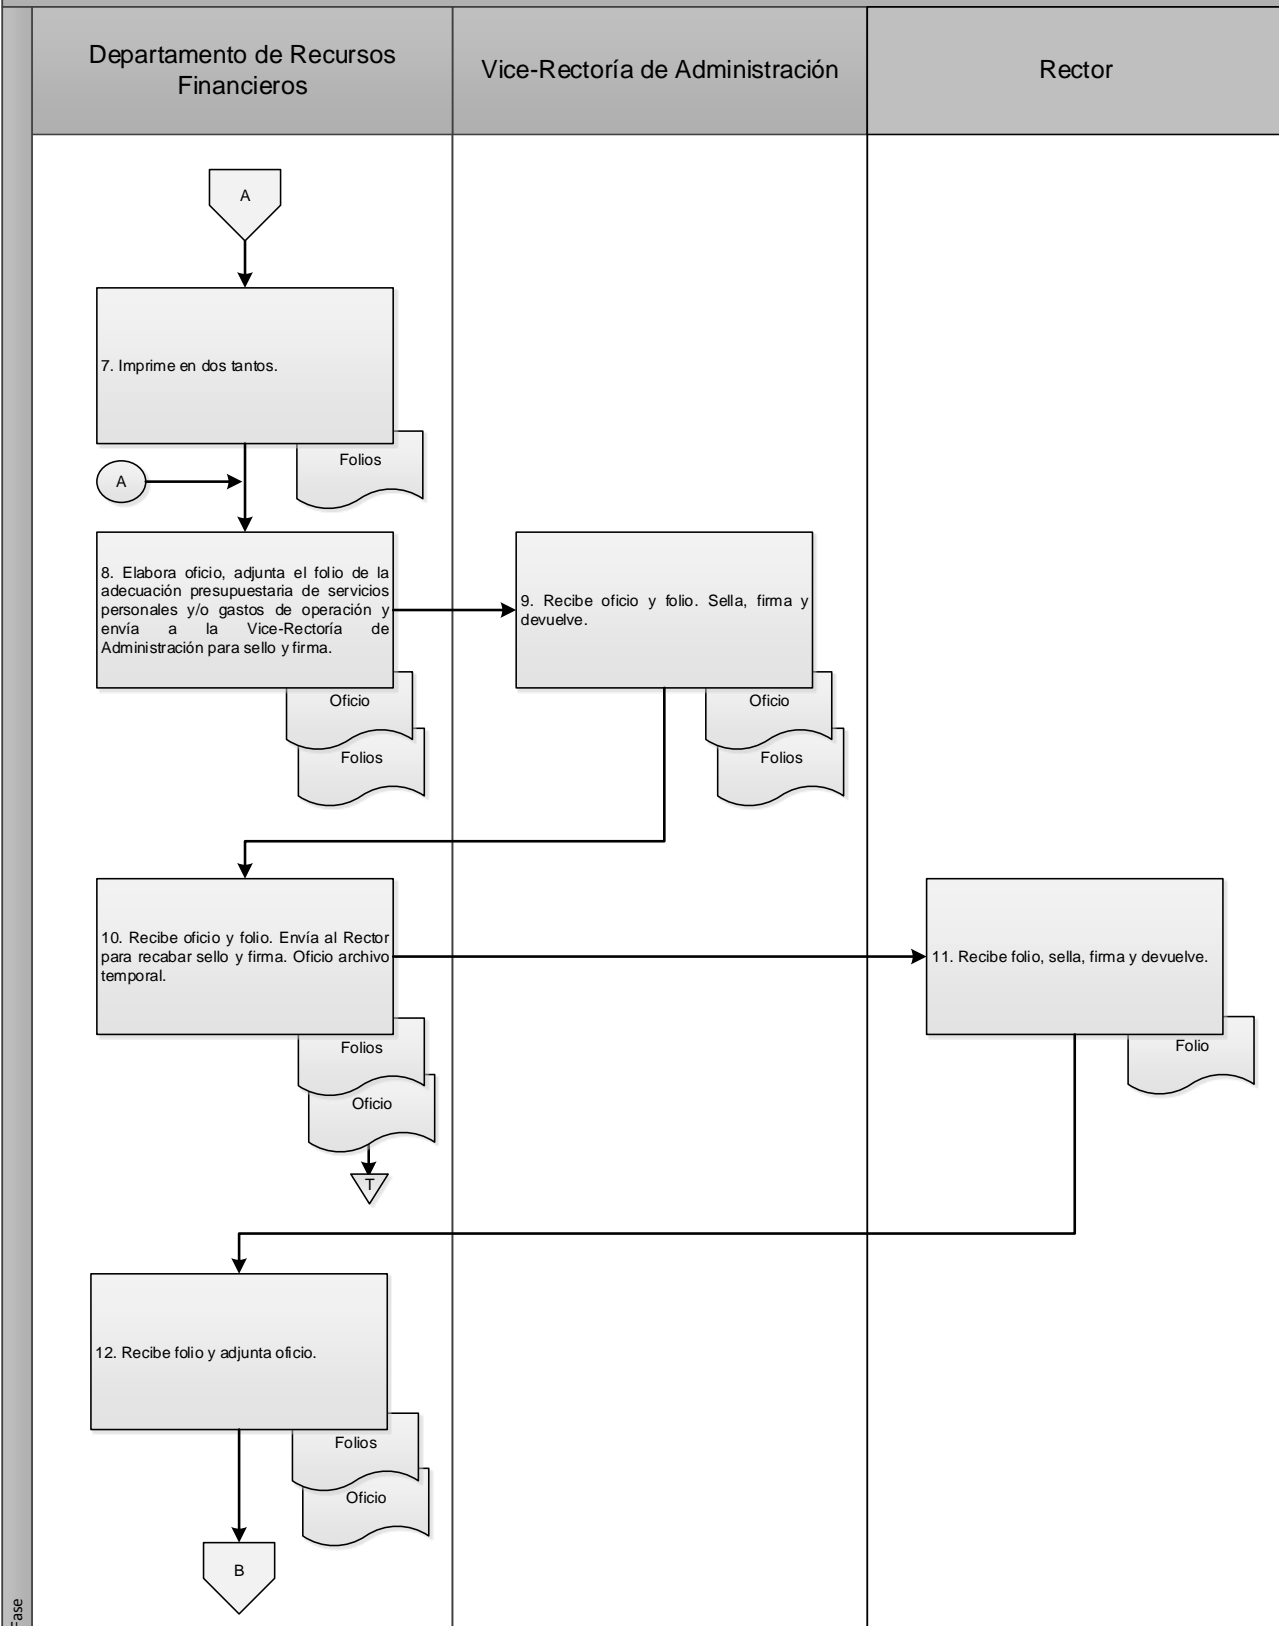 Departamento de Recursos
Financieros
Vice-Rectoría de Administración
Rector
A
7. Imprime en dos tantos.
Folios
A
8. Elabora oficio, adjunta el folio de la
adecuación presupuestaria de servicios
personales y/o gastos de operación y
envía a la Vice-Rectoría de
Administración para sello y firma.
Oficio
Folios
9. Recibe oficio y folio. Sella, firma y
devuelve.
Oficio
Folios
10. Recibe oficio y folio. Envía al Rector
para recabar sello y firma. Oficio archivo
temporal.
Folios
Oficio
T
11. Recibe folio, sella, firma y devuelve.
Folio
12. Recibe folio y adjunta oficio.
Folios
Oficio
B
Fase